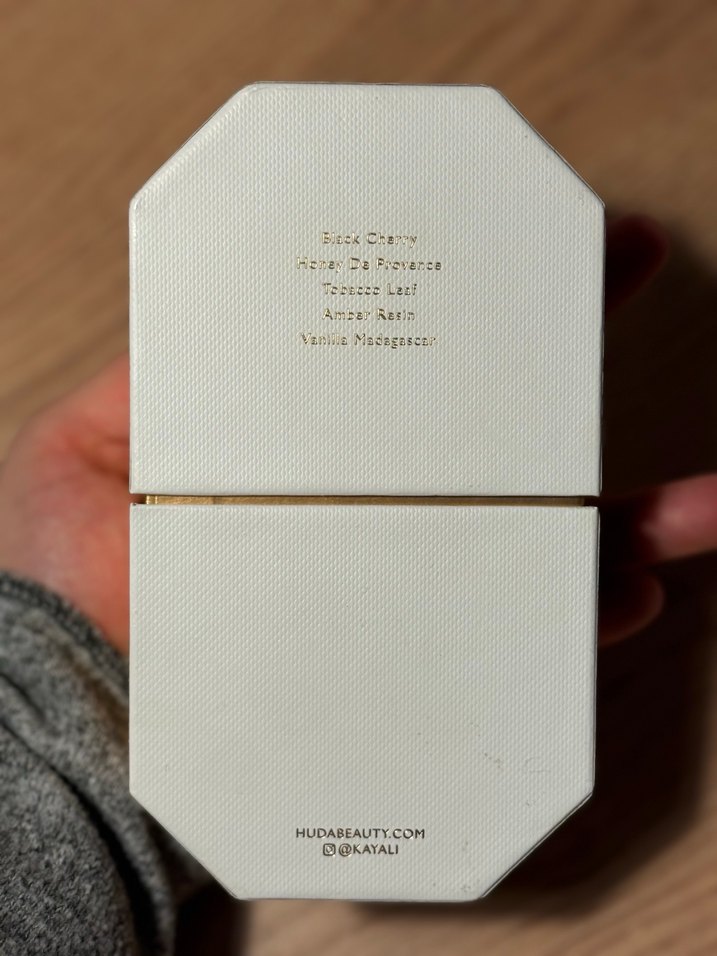 Black Cherry
Honey De Provence
Tobacco Leaf
Amber Resin
Vanilla Madagascar
HUDABEAUTY.COM
@KAYALI